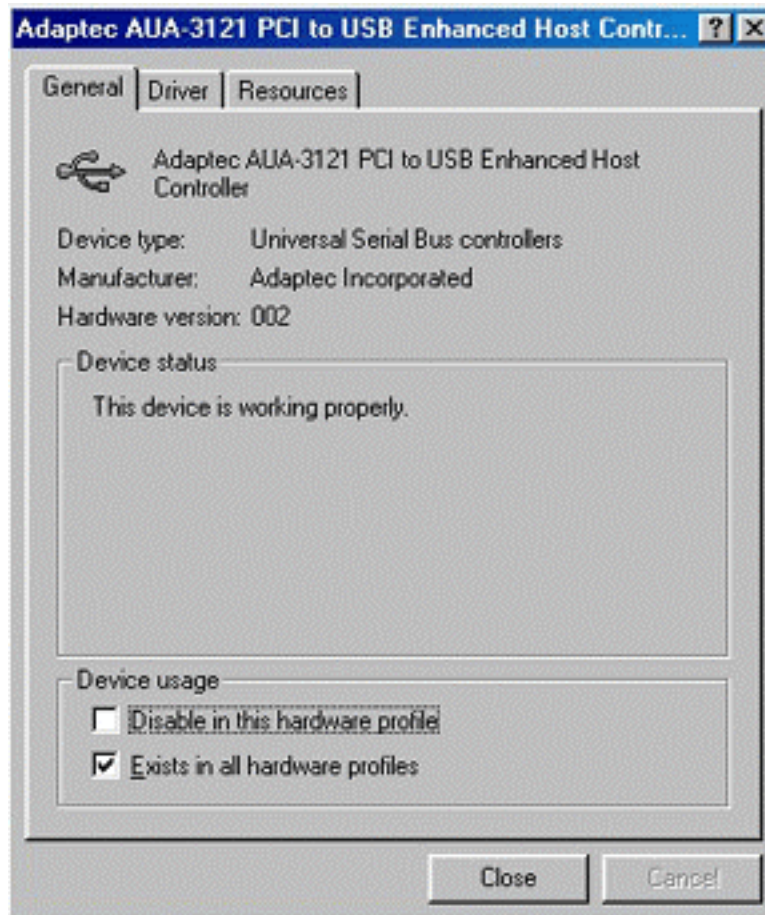 Adaptec AUA-3121 PCI to USB Enhanced Host Contr...
General Driver Resources
Adaptec AUA-3121 PCI to USB Enhanced Host
Controller
Device type: Universal Serial Bus controllers
Manufacturer: Adaptec Incorporated
Hardware version: 002
Device status
This device is working properly.
Device usage
Disable in this hardware profile
Exists in all hardware profiles
Close Cancel